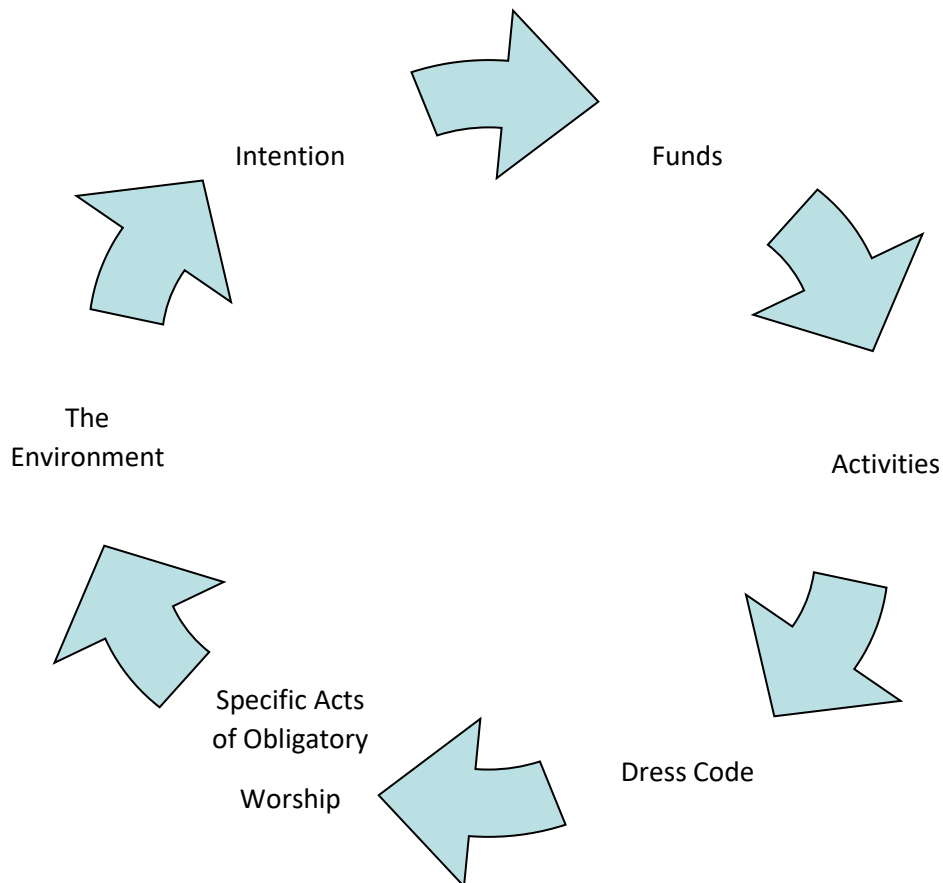 Intention
Funds
Activities
Dress Code
Specific Acts
of Obligatory
Worship
The
Environment